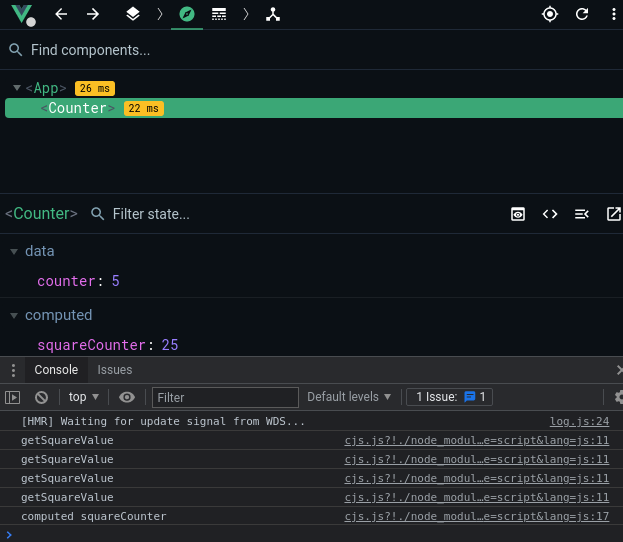 Find components...
<App> 26 ms
<Counter> 22 ms
<Counter> Filter state...
data
counter: 5
computed
squareCounter: 25
Console Issues
top Filter Default levels 1 Issue: 1
[HMR] Waiting for update signal from WDS... log.js:24
getSquareValue cjs.js?!./node_modul…e=script&lang=js:11
getSquareValue cjs.js?!./node_modul…e=script&lang=js:11
getSquareValue cjs.js?!./node_modul…e=script&lang=js:11
getSquareValue cjs.js?!./node_modul…e=script&lang=js:11
computed squareCounter cjs.js?!./node_modul…e=script&lang=js:17